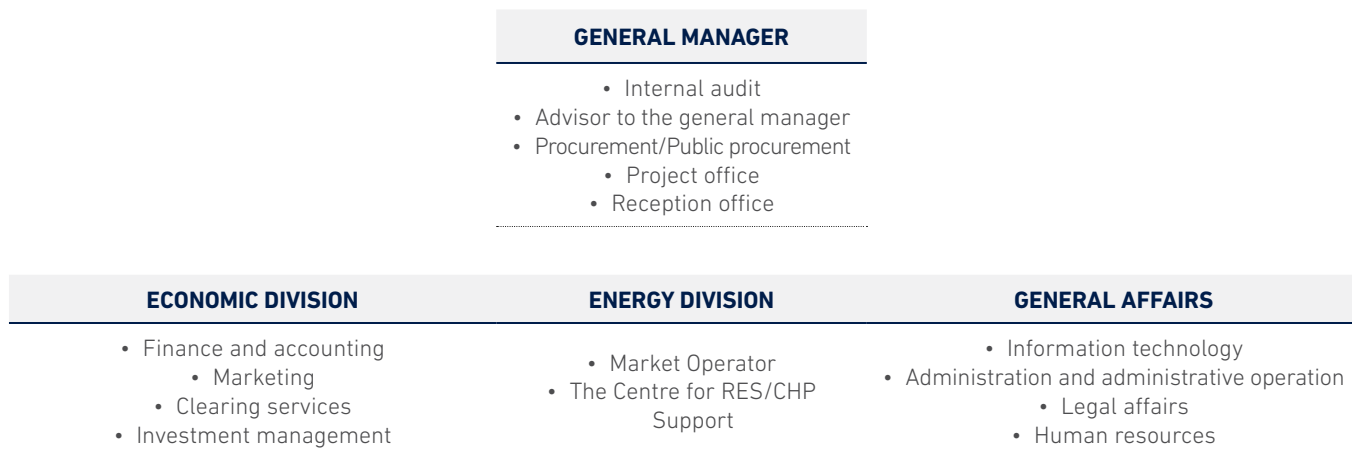 GENERAL MANAGER
• Internal audit
• Advisor to the general manager
• Procurement/Public procurement
• Project office
• Reception office
ECONOMIC DIVISION
• Finance and accounting
• Marketing
• Clearing services
• Investment management
ENERGY DIVISION
• Market Operator
• The Centre for RES/CHP
Support
GENERAL AFFAIRS
• Information technology
• Administration and administrative operation
• Legal affairs
• Human resources